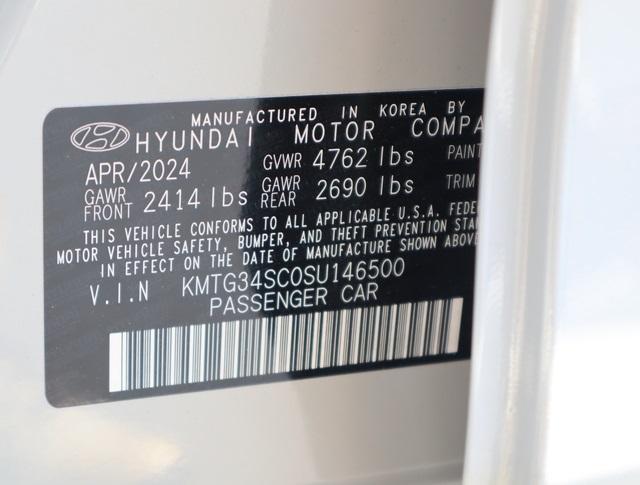 MANUFACTURED IN KOREA BY
HYUNDAI MOTOR COMPA
APR/2024 GVWR 4762 lbs PAINT
GAWR FRONT 2414 lbs GAWR REAR 2690 lbs TRIM
THIS VEHICLE CONFORMS TO ALL APPLICABLE U.S.A. FEDE
MOTOR VEHICLE SAFETY, BUMPER, AND THEFT PREVENTION STA
IN EFFECT ON THE DATE OF MANUFACTURE SHOWN ABOVE
V.I.N KMTG34SC0SU146500
PASSENGER CAR